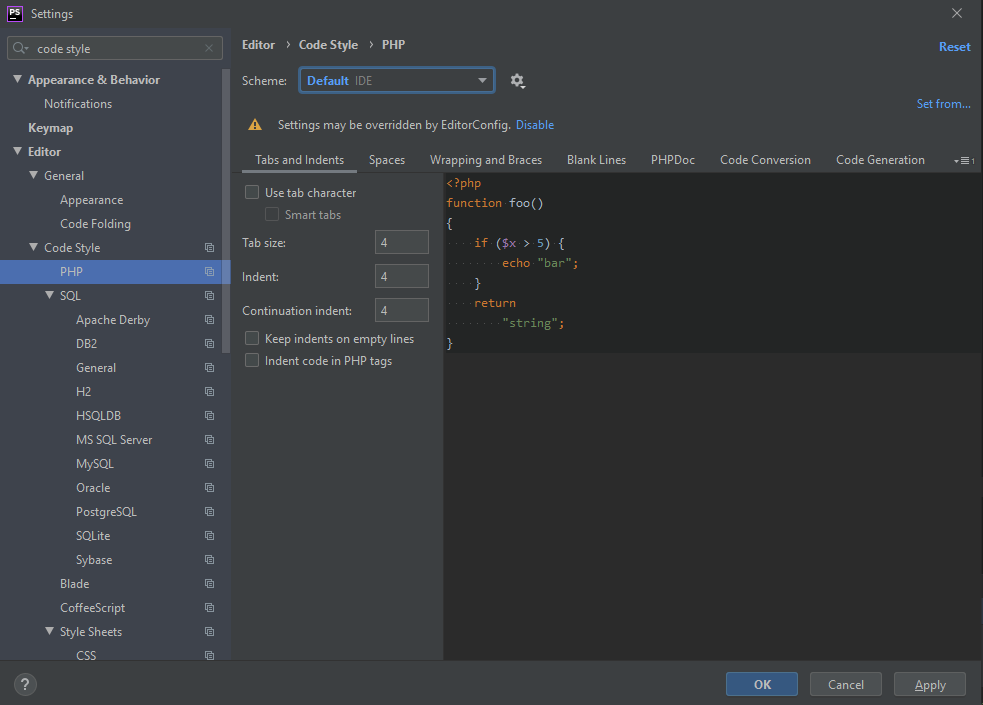 PS Settings
code style
Appearance & Behavior
Notifications
Keymap
Editor
General
Appearance
Code Folding
Code Style
PHP
SQL
Apache Derby
DB2
General
H2
HSQLDB
MS SQL Server
MySQL
Oracle
PostgreSQL
SQLite
Sybase
Blade
CoffeeScript
Style Sheets
CSS
Editor › Code Style › PHP
Reset
Scheme: Default IDE
Set from...
Settings may be overridden by EditorConfig. Disable
Tabs and Indents Spaces Wrapping and Braces Blank Lines PHPDoc Code Conversion Code Generation
Use tab character
Smart tabs
Tab size: 4
Indent: 4
Continuation indent: 4
Keep indents on empty lines
Indent code in PHP tags
<?php
function foo()
{
    if ($x > 5) {
        echo "bar";
    }
    return
        "string";
}
? OK Cancel Apply